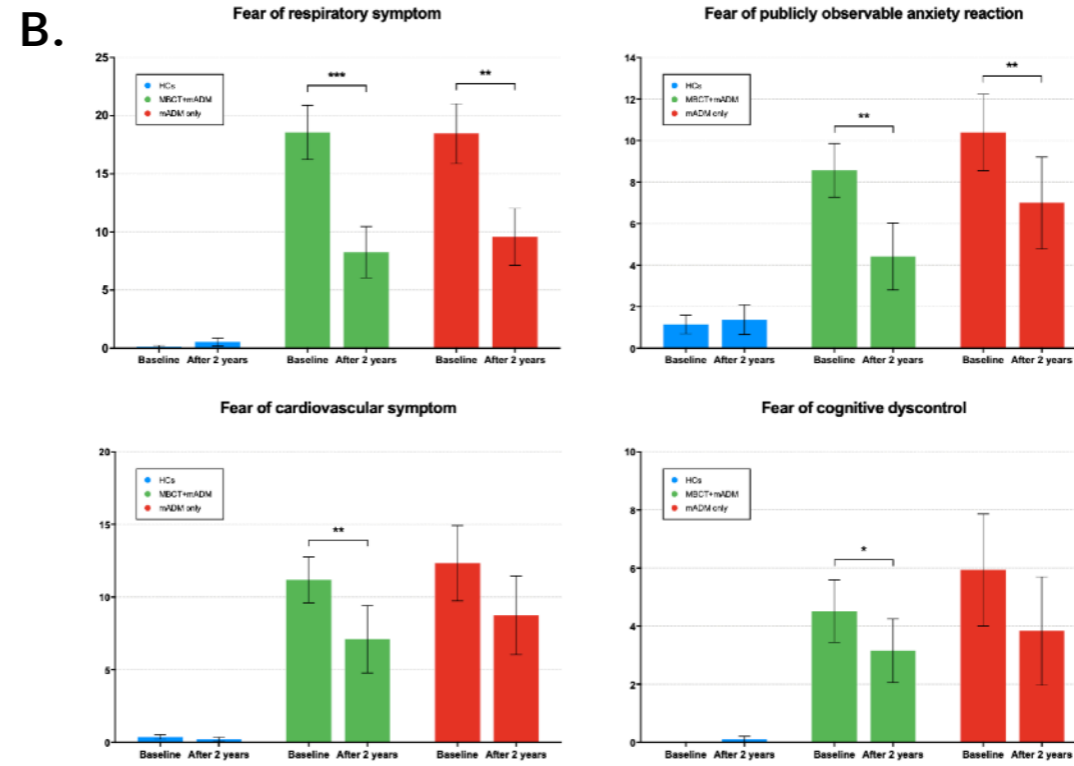 B.
Fear of respiratory symptom
25
20
15
10
5
0
HCs
MBCT+mADM
mADM only
***
**
Baseline After 2 years Baseline After 2 years Baseline After 2 years
Fear of publicly observable anxiety reaction
14
12
10
8
6
4
2
0
HCs
MBCT+mADM
mADM only
**
**
Baseline After 2 years Baseline After 2 years Baseline After 2 years
Fear of cardiovascular symptom
20
15
10
5
0
HCs
MBCT+mADM
mADM only
**
Baseline After 2 years Baseline After 2 years Baseline After 2 years
Fear of cognitive dyscontrol
10
8
6
4
2
0
HCs
MBCT+mADM
mADM only
*
Baseline After 2 years Baseline After 2 years Baseline After 2 years